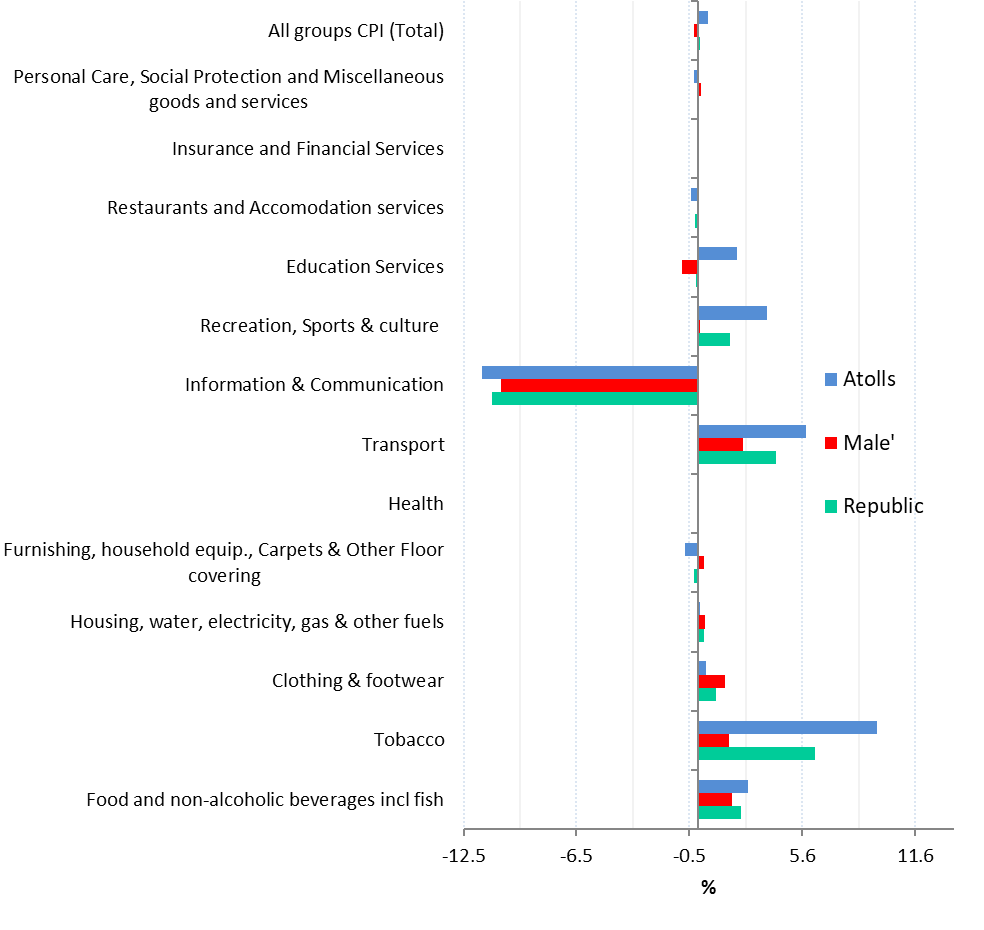 All groups CPI (Total)
Personal Care, Social Protection and Miscellaneous
goods and services
Insurance and Financial Services
Restaurants and Accomodation services
Education Services
Recreation, Sports & culture
Information & Communication
Transport
Health
Furnishing, household equip., Carpets & Other Floor
covering
Housing, water, electricity, gas & other fuels
Clothing & footwear
Tobacco
Food and non-alcoholic beverages incl fish
Atolls
Male'
Republic
-12.5 -6.5 -0.5 5.6 11.6
%